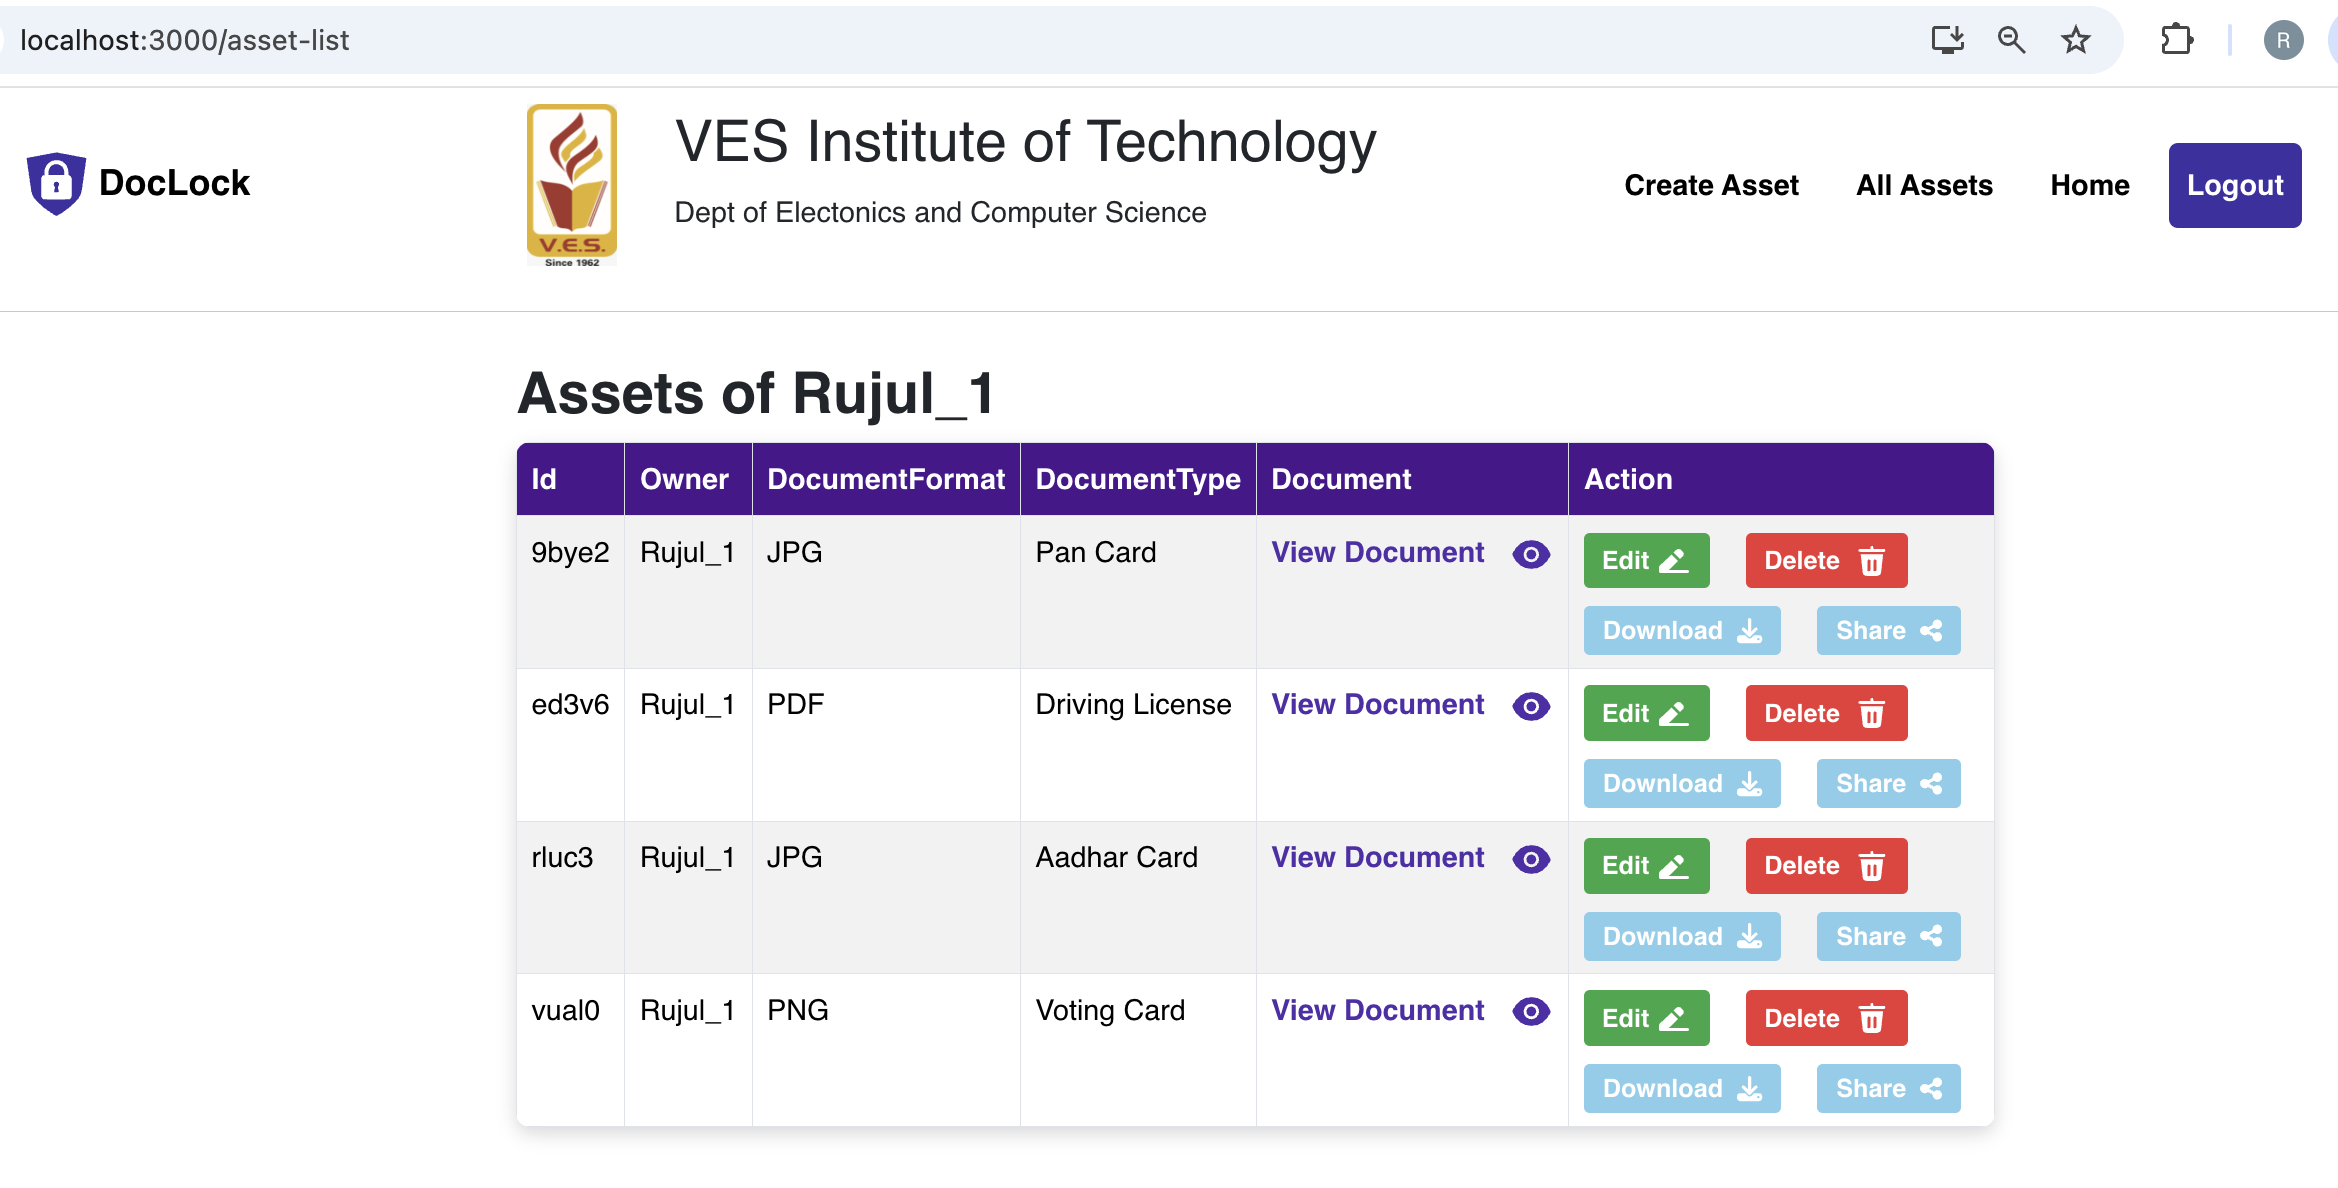 localhost:3000/asset-list
R
DocLock
V.E.S.
Since 1962
VES Institute of Technology
Dept of Electonics and Computer Science
Create Asset All Assets Home Logout
Assets of Rujul_1
Id Owner DocumentFormat DocumentType Document Action
9bye2 Rujul_1 JPG Pan Card View Document Edit Delete
Download Share
ed3v6 Rujul_1 PDF Driving License View Document Edit Delete
Download Share
rluc3 Rujul_1 JPG Aadhar Card View Document Edit Delete
Download Share
vual0 Rujul_1 PNG Voting Card View Document Edit Delete
Download Share